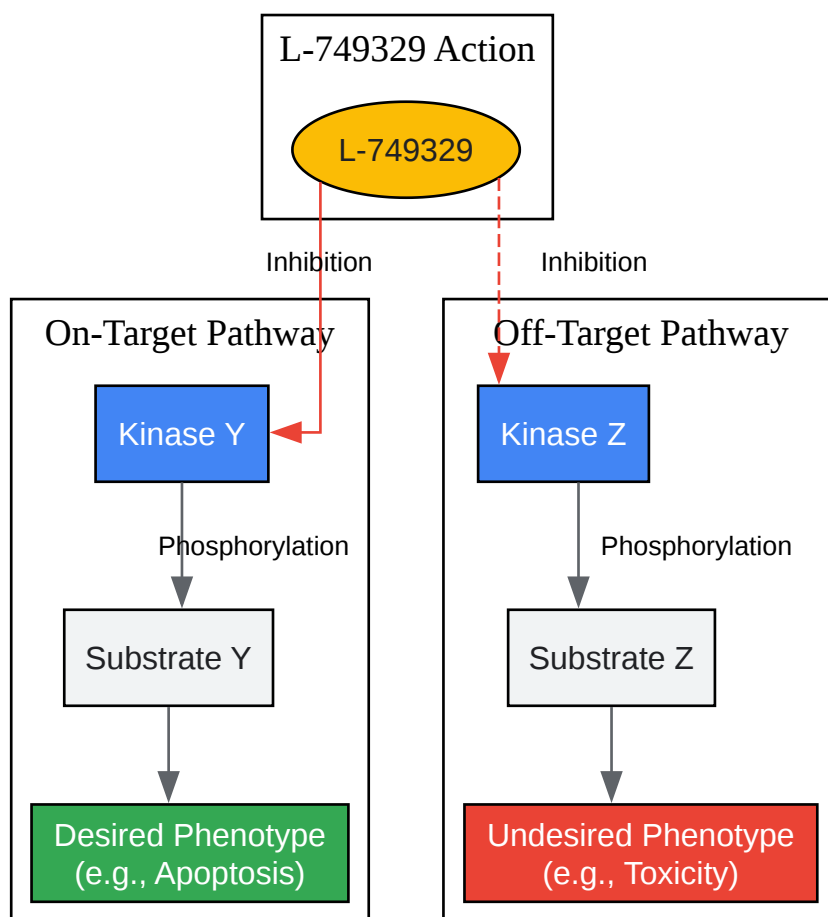 L-749329 Action
L-749329
Inhibition
Inhibition
On-Target Pathway
Off-Target Pathway
Kinase Y
Kinase Z
Phosphorylation
Phosphorylation
Substrate Y
Substrate Z
Desired Phenotype
(e.g., Apoptosis)
Undesired Phenotype
(e.g., Toxicity)